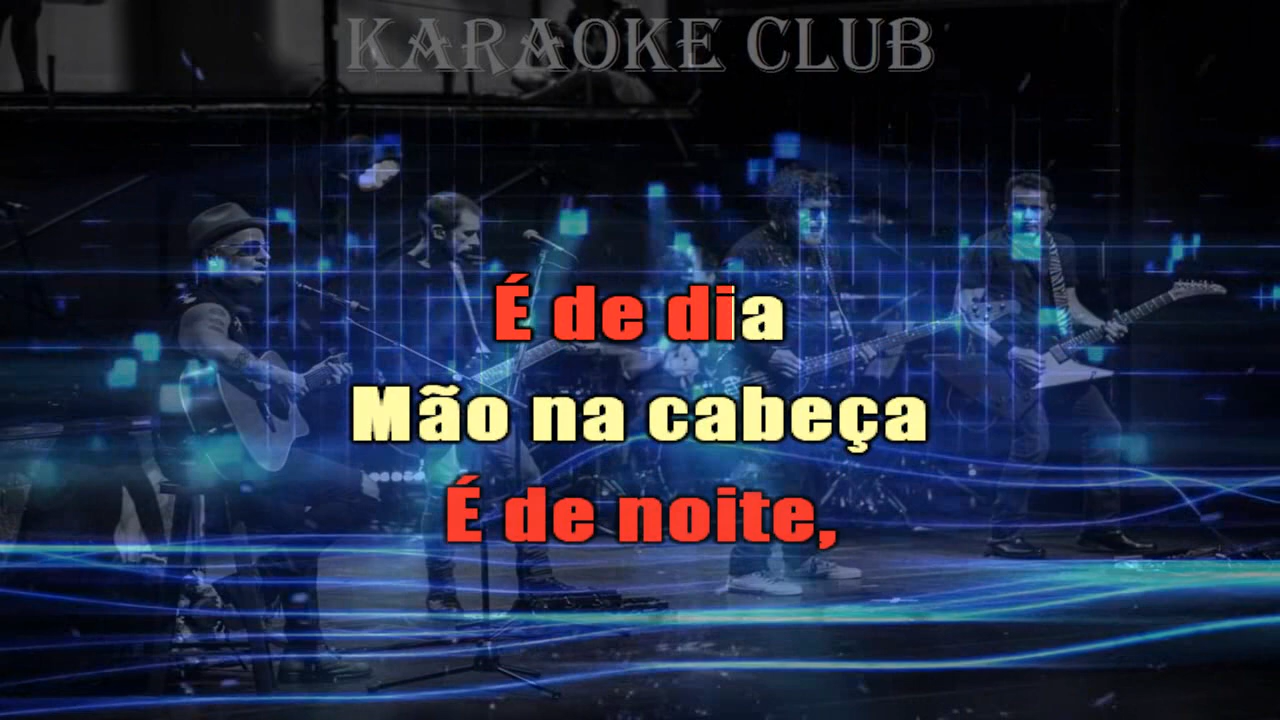 KARAOKE CLUB
É de dia
Mão na cabeça
É de noite,